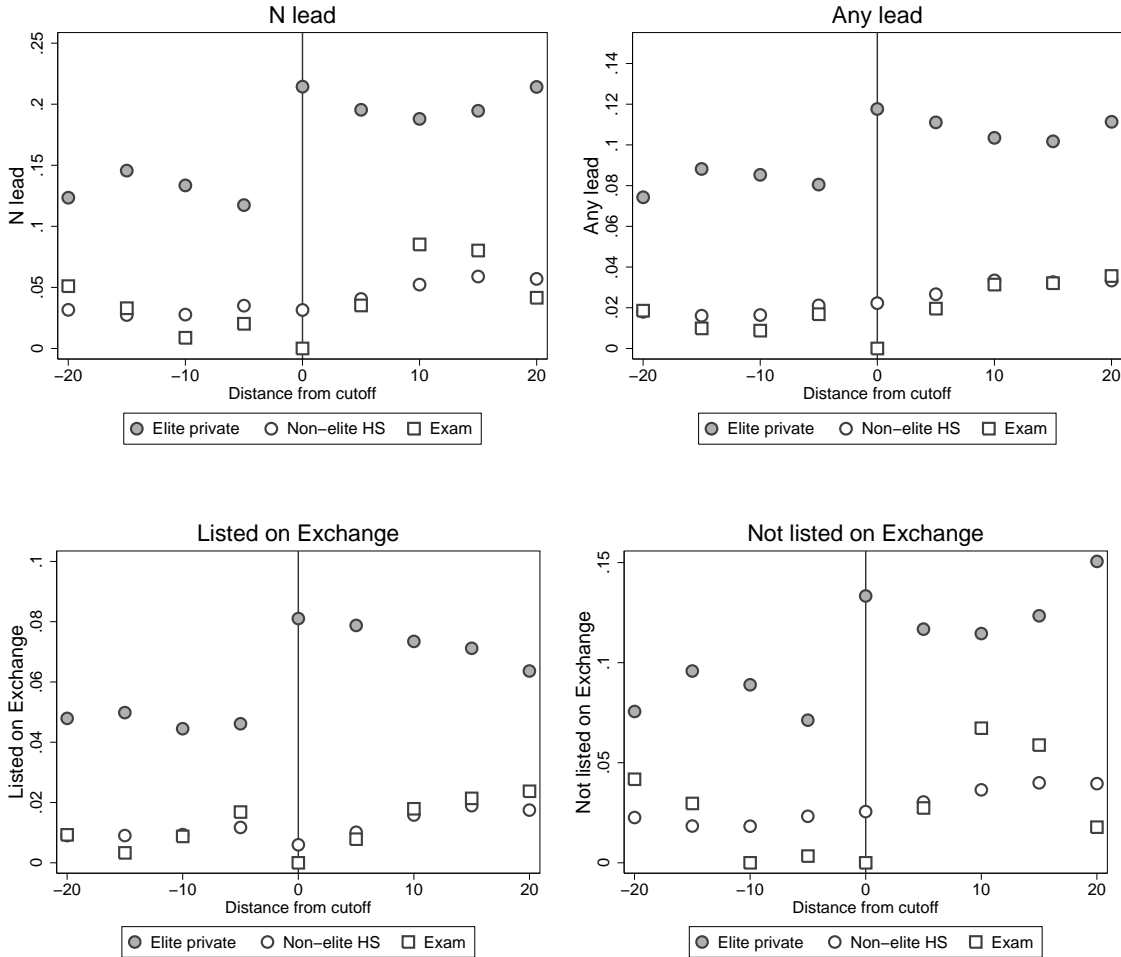 N lead
N lead
.25
.2
.15
.1
.05
0
−20 −10 0 10 20
Distance from cutoff
Elite private Non−elite HS Exam
Any lead
Any lead
.14
.12
.1
.08
.06
.04
.02
0
−20 −10 0 10 20
Distance from cutoff
Elite private Non−elite HS Exam
Listed on Exchange
Listed on Exchange
.1
.08
.06
.04
.02
0
−20 −10 0 10 20
Distance from cutoff
Elite private Non−elite HS Exam
Not listed on Exchange
Not listed on Exchange
.15
.1
.05
0
−20 −10 0 10 20
Distance from cutoff
Elite private Non−elite HS Exam